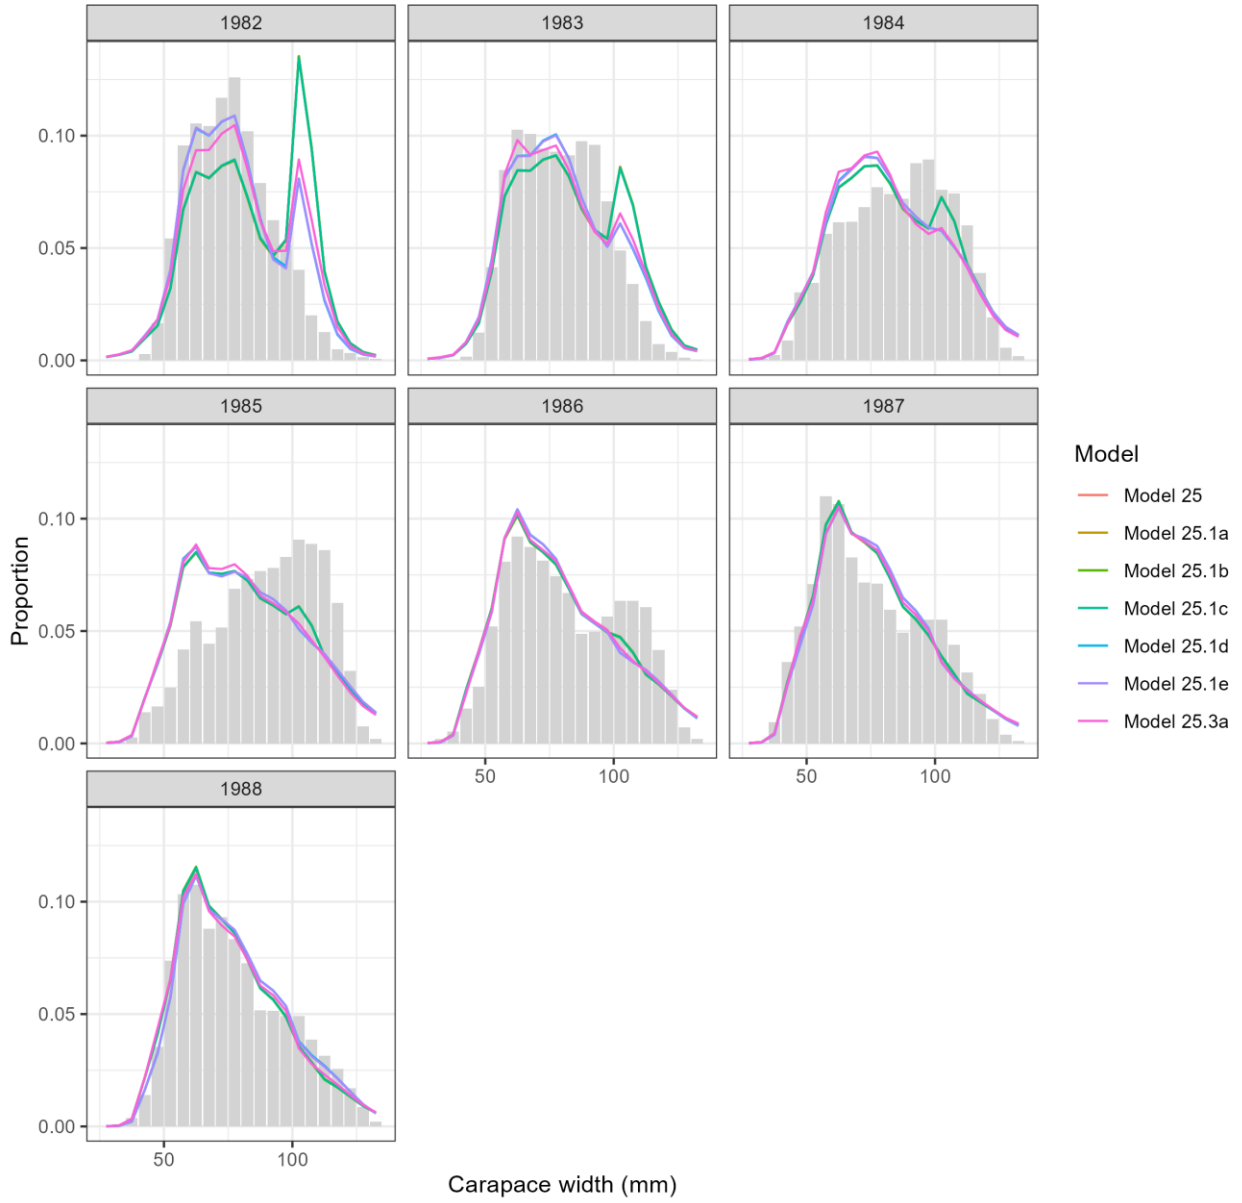 1982
1983
1984
0.10
0.05
0.00
1985
1986
1987
0.10
0.05
0.00
50
100
50
100
1988
0.10
0.05
0.00
50
100
Proportion
Carapace width (mm)
Model
Model 25
Model 25.1a
Model 25.1b
Model 25.1c
Model 25.1d
Model 25.1e
Model 25.3a